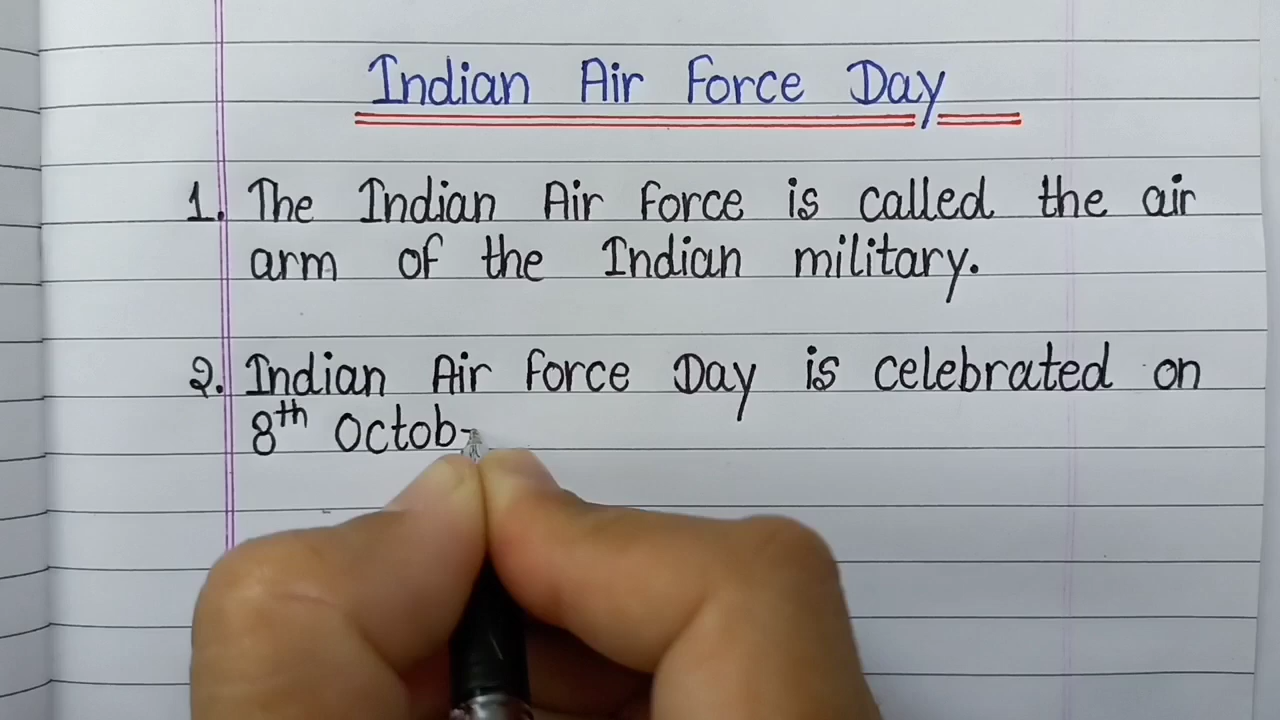 Indian Air Force Day
1. The Indian Air Force is called the air
arm of the Indian military.
2. Indian Air Force Day is celebrated on
8th Octob